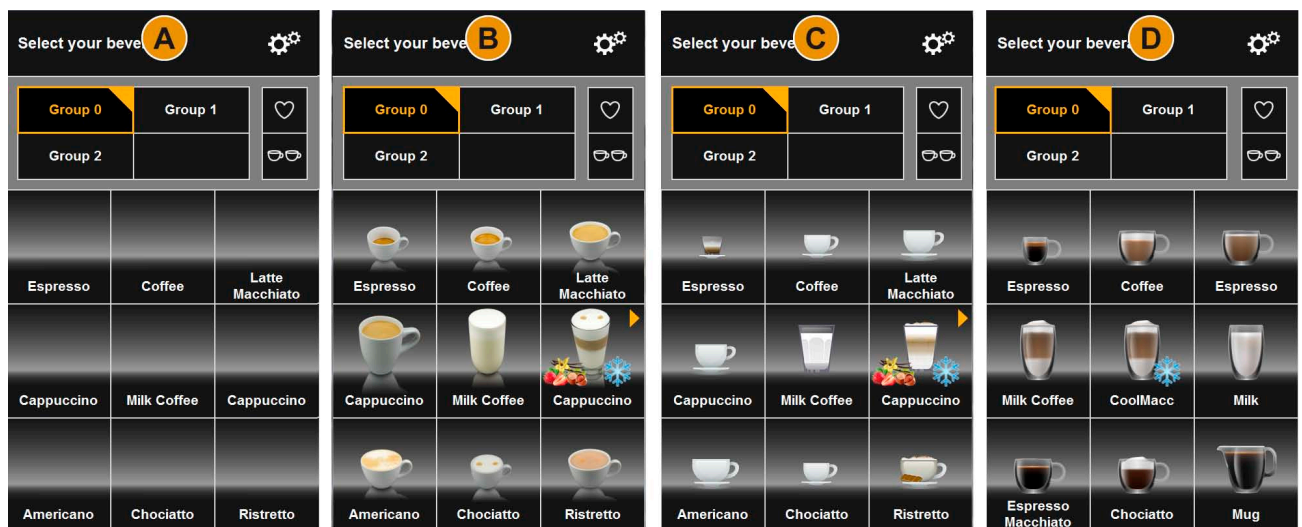 Select your beve A
Group 0 Group 1
Group 2
Espresso Coffee Latte
Macchiato
Cappuccino Milk Coffee Cappuccino
Americano Chociatto Ristretto
Select your beve B
Group 0 Group 1
Group 2
Espresso Coffee Latte
Macchiato
Cappuccino Milk Coffee Cappuccino
Americano Chociatto Ristretto
Select your beve C
Group 0 Group 1
Group 2
Espresso Coffee Latte
Macchiato
Cappuccino Milk Coffee Cappuccino
Americano Chociatto Ristretto
Select your bevera D
Group 0 Group 1
Group 2
Espresso Coffee Espresso
Milk Coffee CoolMacc Milk
Espresso
Macchiato Chociatto Mug